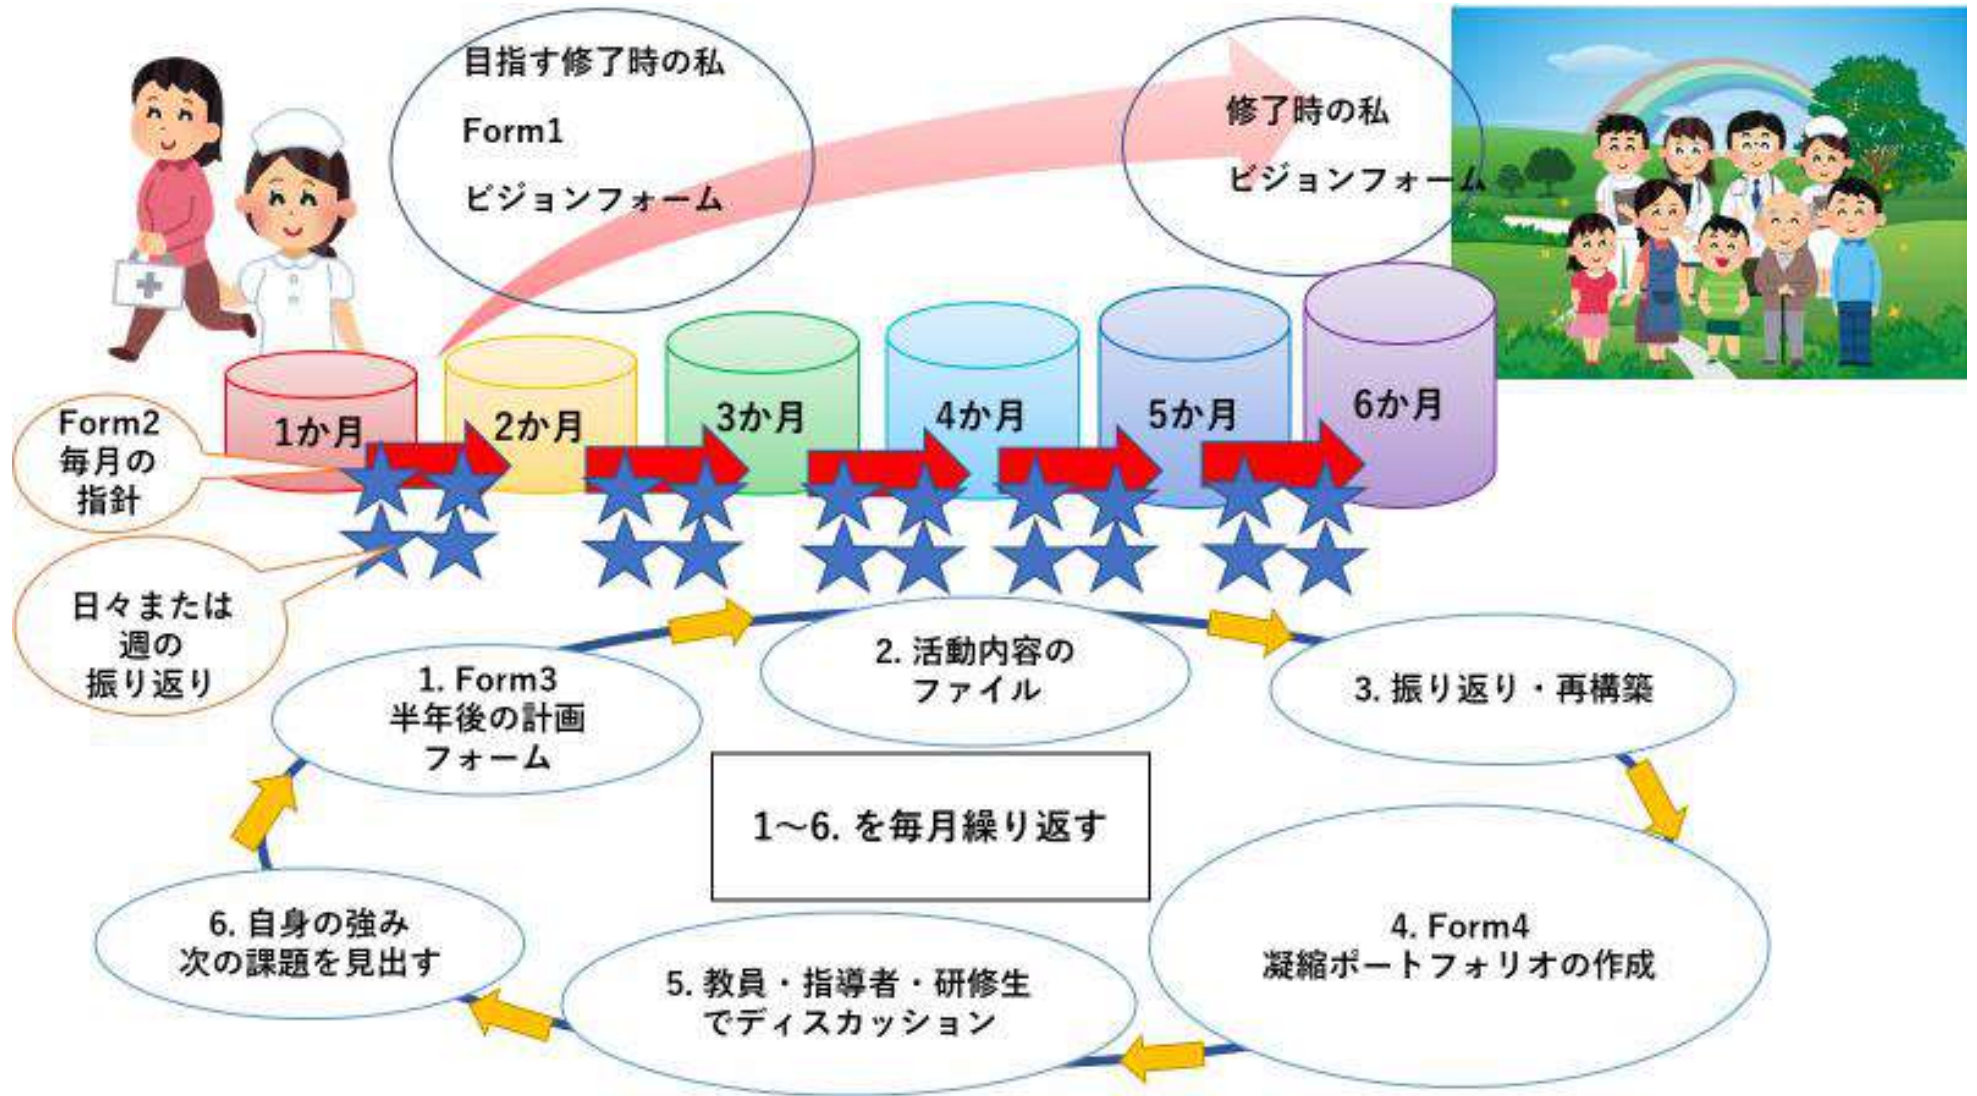 目指す修了時の私
Form1
ビジョンフォーム
修了時の私
ビジョンフォーム
1か月
2か月
3か月
4か月
5か月
6か月
Form2
毎月の
指針
日々または
週の
振り返り
1. Form3
半年後の計画
フォーム
2. 活動内容の
ファイル
3. 振り返り・再構築
1～6. を毎月繰り返す
4. Form4
凝縮ポートフォリオの作成
5. 教員・指導者・研修生
でディスカッション
6. 自身の強み
次の課題を見出す